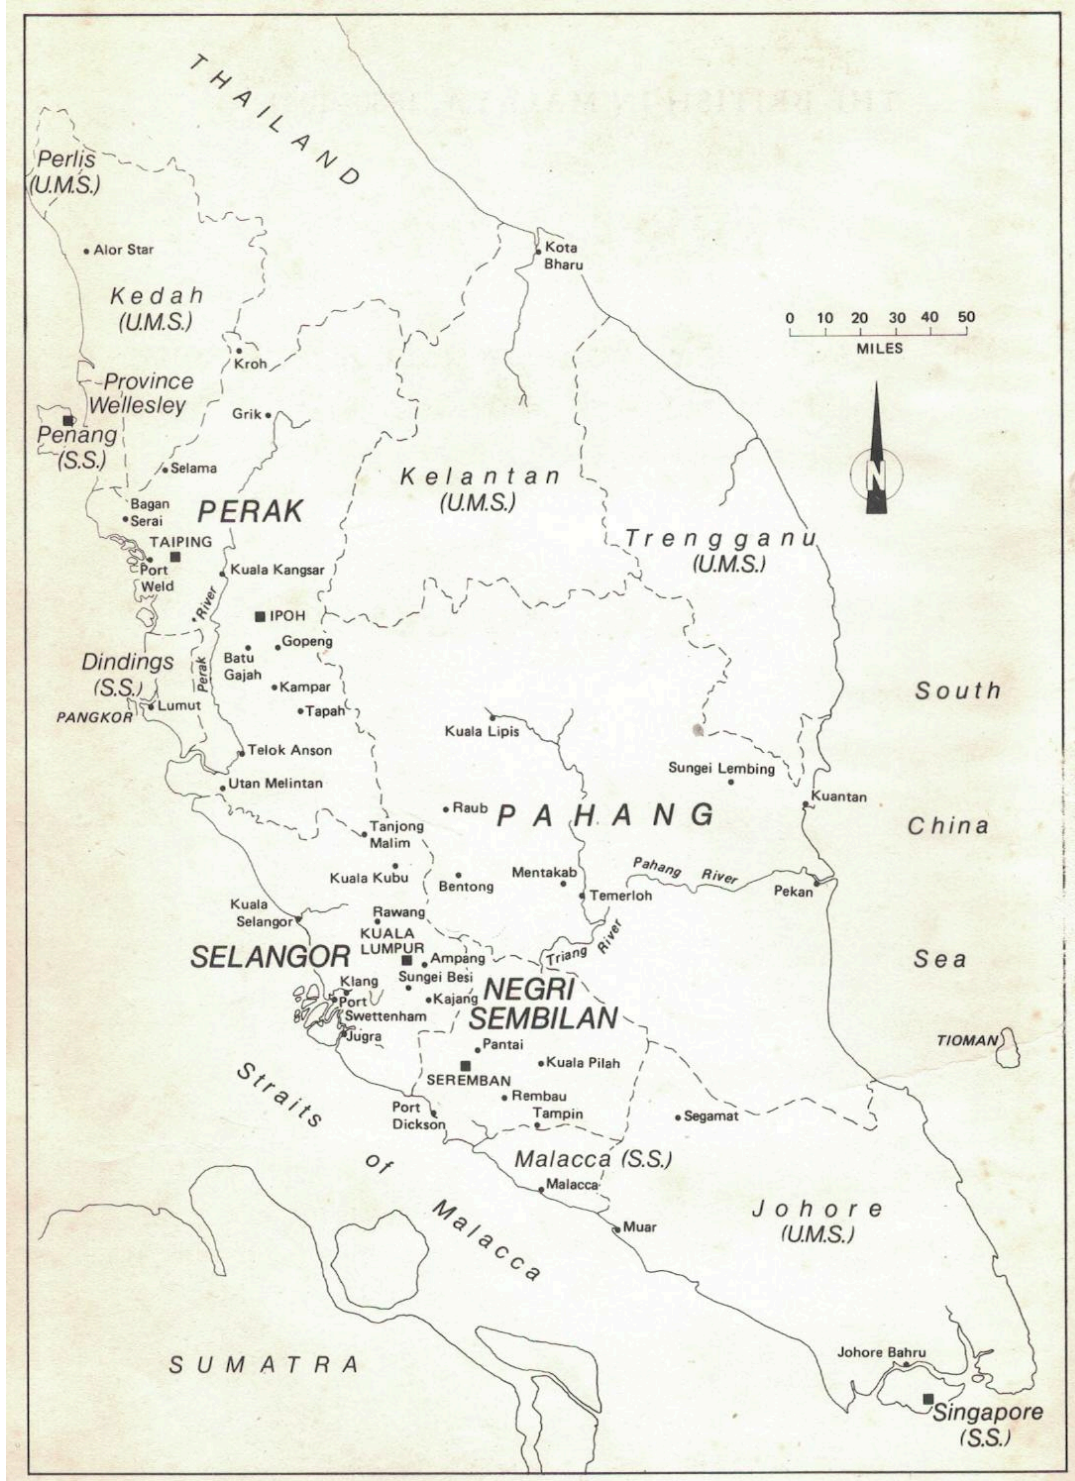 THE BRITISH IN MALAYA
THAILAND
Perlis
(U.M.S.)
Alor Star
Kedah
(U.M.S.)
Kota
Bharu
0 10 20 30 40 50
MILES
Kroh
Province
Wellesley
Grik
Penang
(S.S.)
Selama
Kelantan
(U.M.S.)
N
Bagan
Serai
PERAK
TAIPING
Trengganu
(U.M.S.)
Port
Weld
Kuala Kangsar
River
IPOH
Gopeng
Batu
Gajah
Perak
Dindings
(S.S.)
Kampar
South
Lumut
PANGKOR
Tapah
Kuala Lipis
Telok Anson
Sungei Lembing
Utan Melintan
Kuantan
Raub
PAHANG
China
Tanjong
Malim
Kuala Kubu
Bentong
Mentakab
Pahang River
Temerloh
Pekan
Kuala
Selangor
Rawang
KUALA
LUMPUR
SELANGOR
Ampang
Triang River
Sea
Klang
Sungei Besi
NEGRI
SEMBILAN
Port
Swettenham
Kajang
Jugra
TIOMAN
Pantai
Kuala Pilah
SEREMBAN
Rembau
Port
Dickson
Tampin
Segamat
Straits
of
Malacca
Malacca (S.S.)
Malacca
Johore
(U.M.S.)
Muar
SUMATRA
Johore Bahru
Singapore
(S.S.)